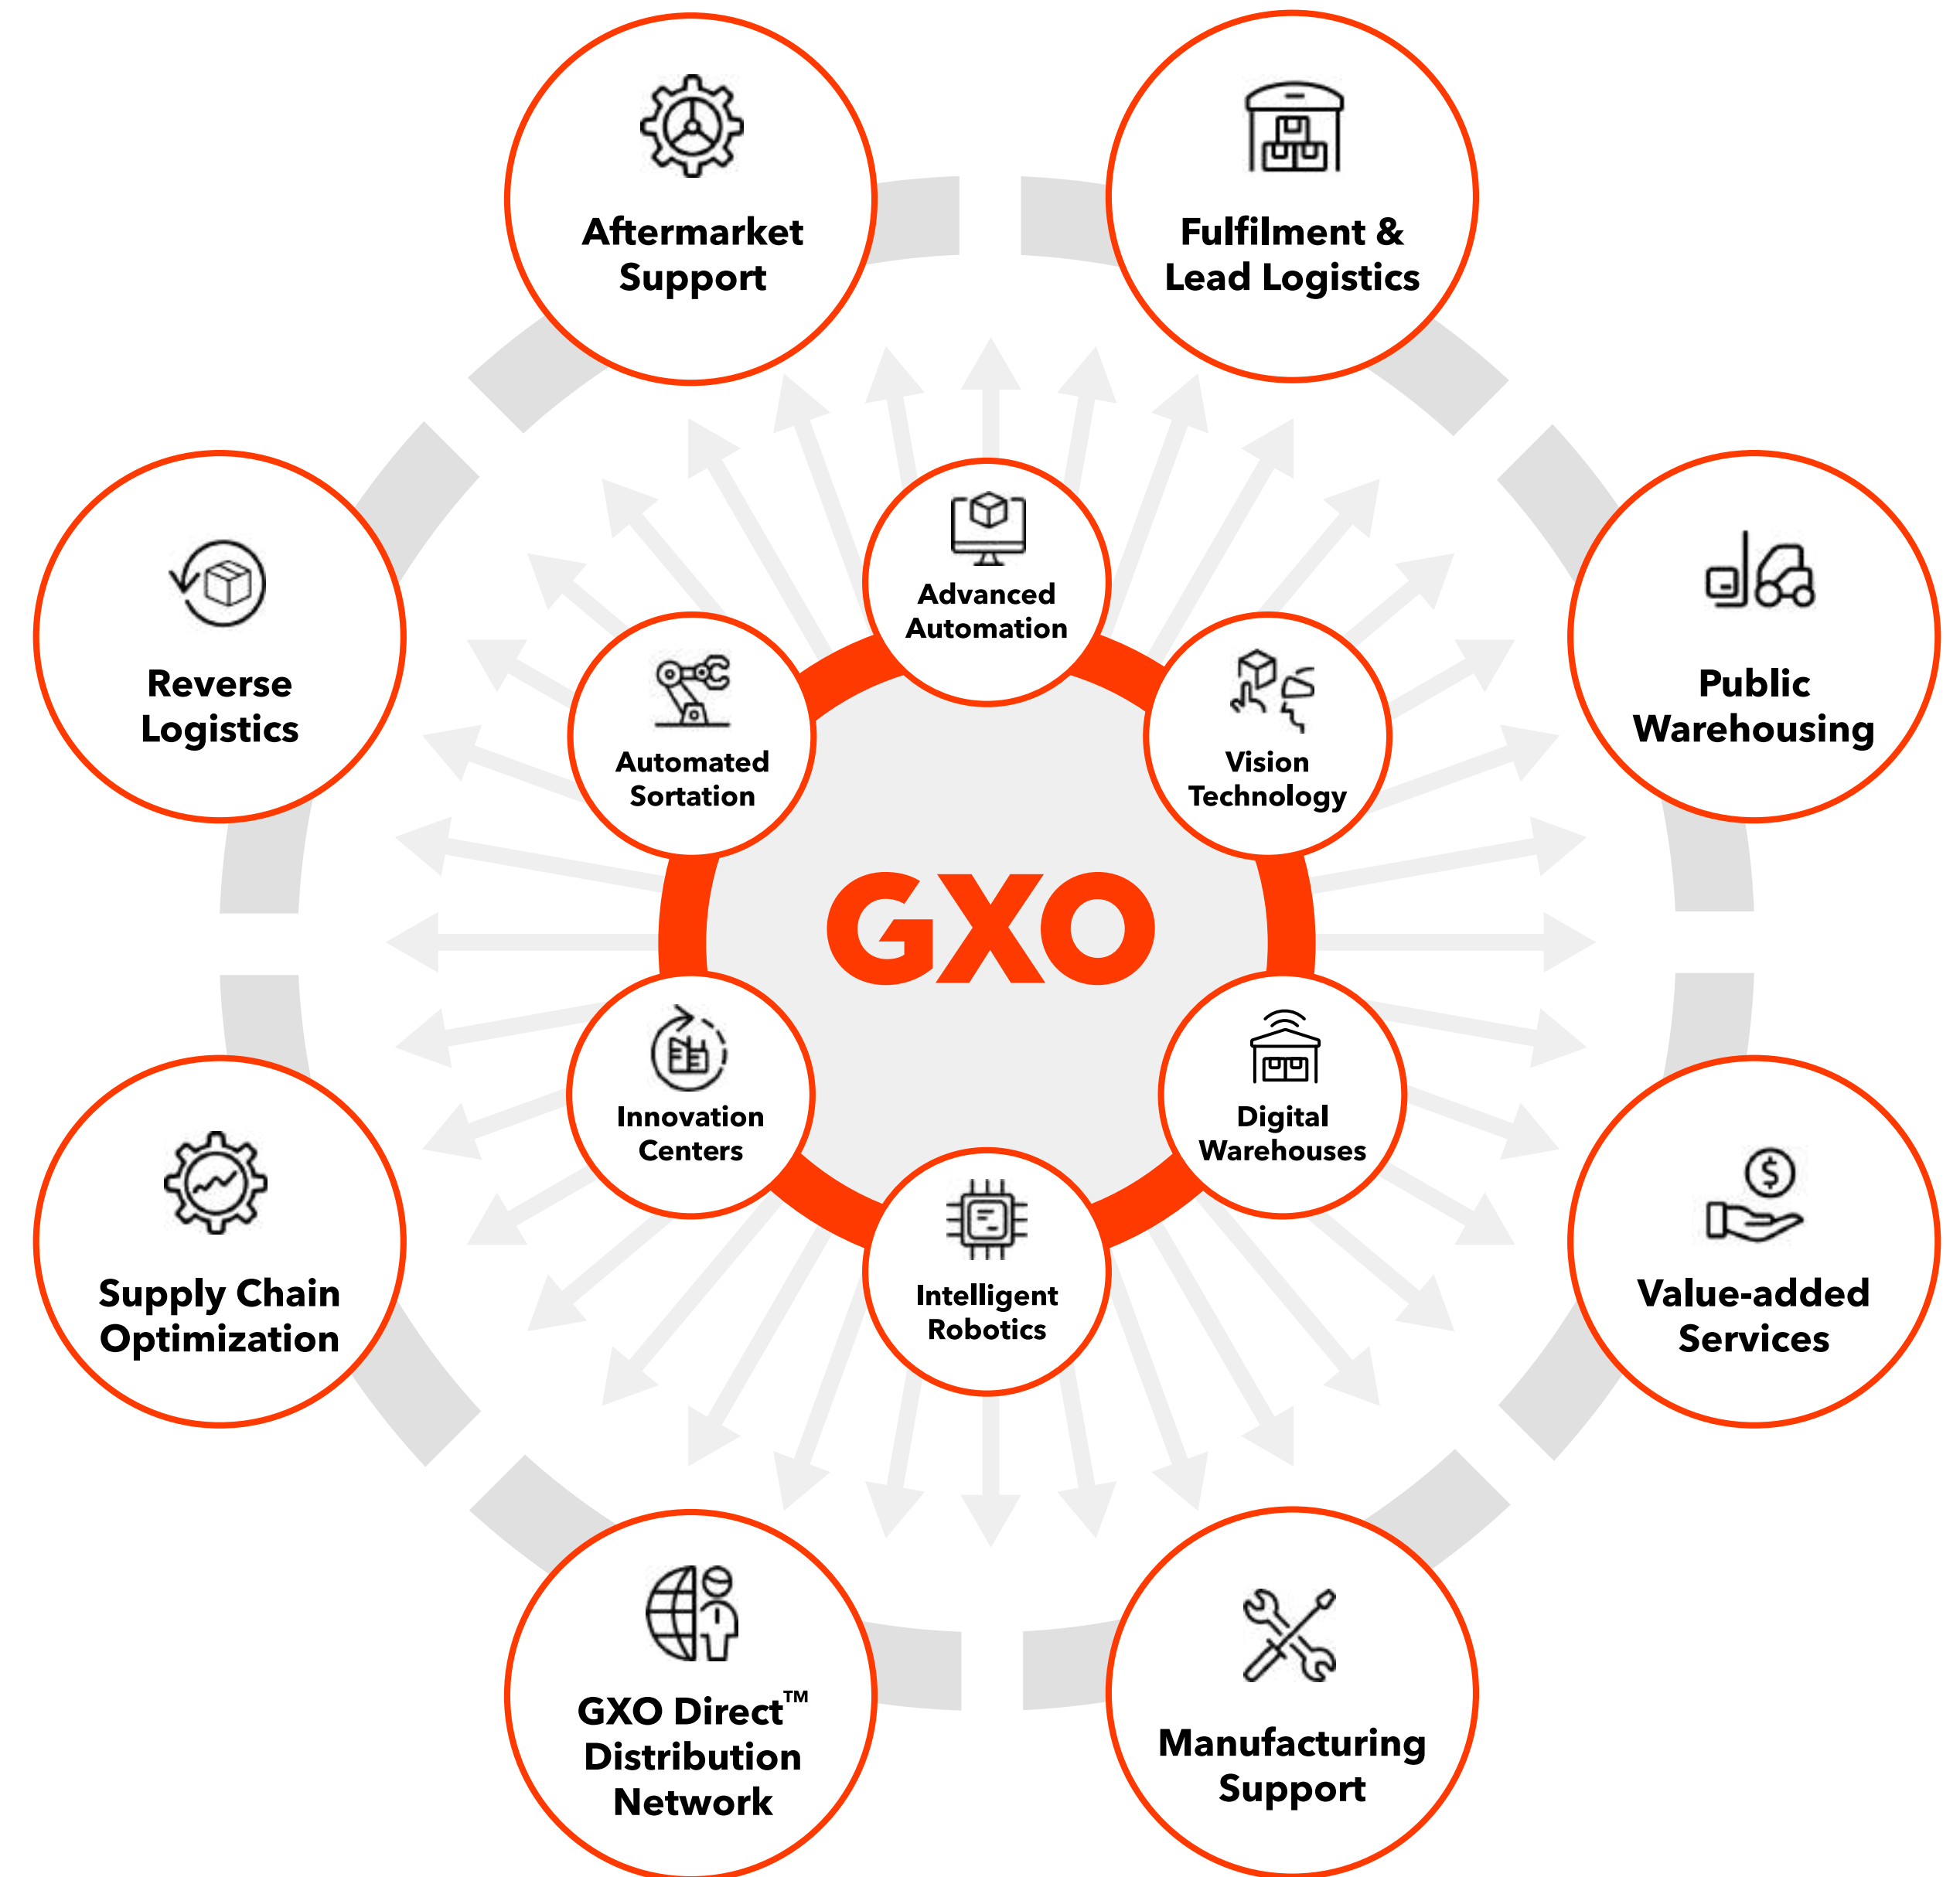 Aftermarket
Support
Fulfilment &
Lead Logistics
Reverse
Logistics
Advanced
Automation
Public
Warehousing
Automated
Sortation
Vision
Technology
GXO
Innovation
Centers
Digital
Warehouses
Supply Chain
Optimization
Intelligent
Robotics
$
Value-added
Services
GXO Direct™
Distribution
Network
Manufacturing
Support